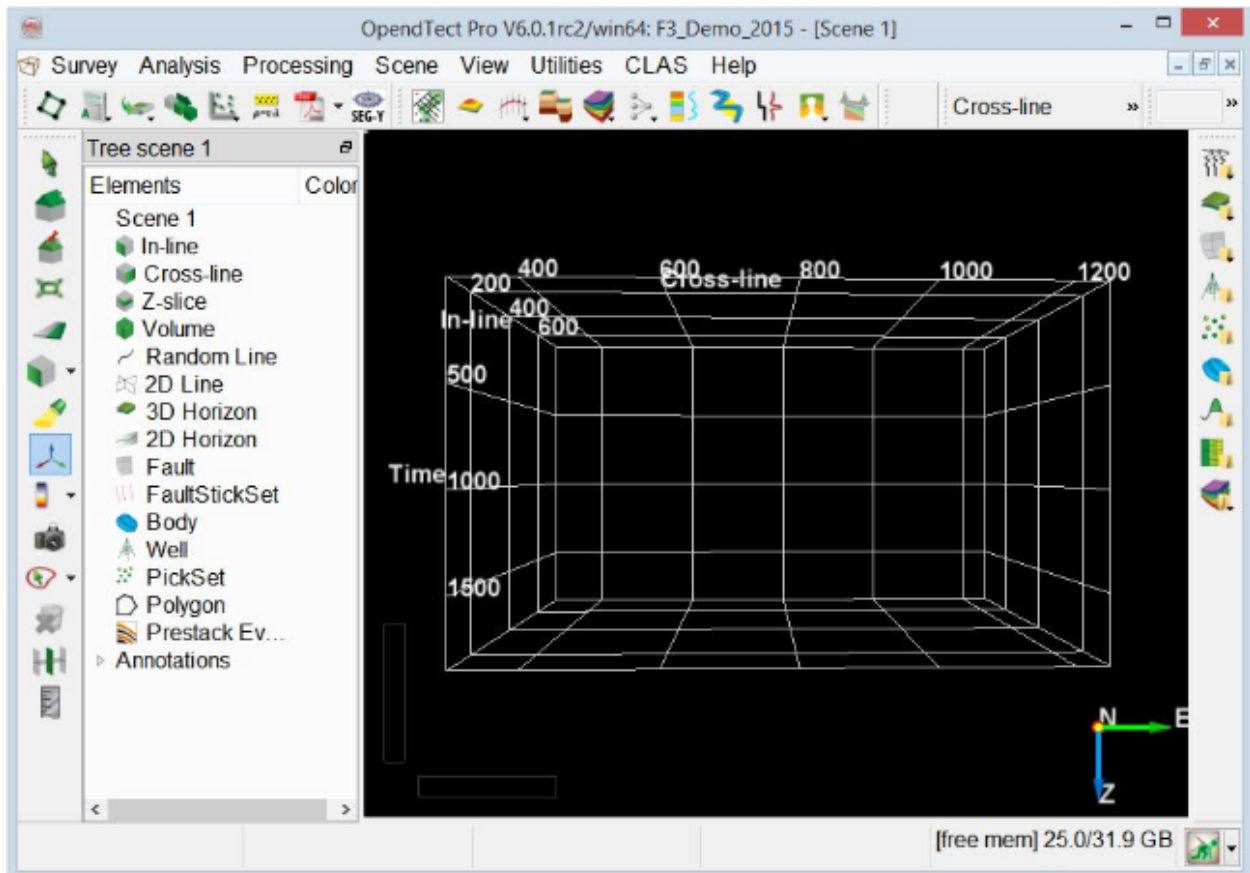 OpendTect Pro V6.0.1rc2/win64: F3_Demo_2015 - [Scene 1]
Survey Analysis Processing Scene View Utilities CLAS Help
SEG-Y
Cross-line
»
»
Tree scene 1
Elements Color
Scene 1
In-line
Cross-line
Z-slice
Volume
Random Line
2D Line
3D Horizon
2D Horizon
Fault
FaultStickSet
Body
Well
PickSet
Polygon
Prestack Ev...
Annotations
400 600 800 1000 1200
Cross-line
200
400
In-line 600
500
Time 1000
1500
N E
Z
[free mem] 25.0/31.9 GB